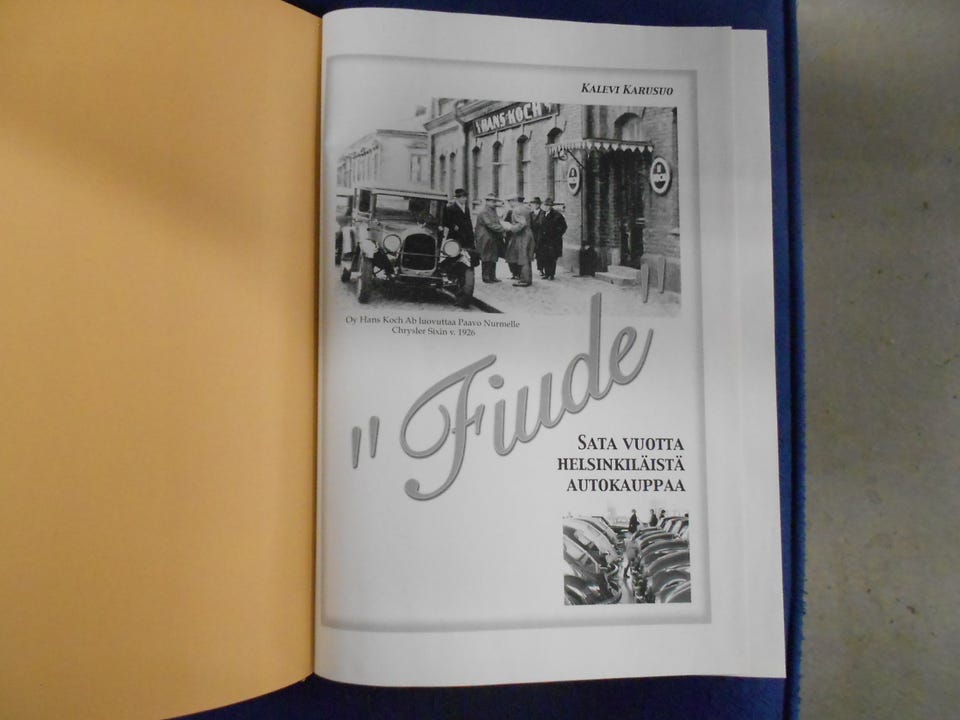 KALEVI KARUSUO
HANS KOCH
Oy Hans Koch Ab luovuttaa Paavo Nurmelle
Chrysler Sixin v. 1926
"Fiude"
SATA VUOTTA
HELSINKILÄISTÄ
AUTOKAUPPAA